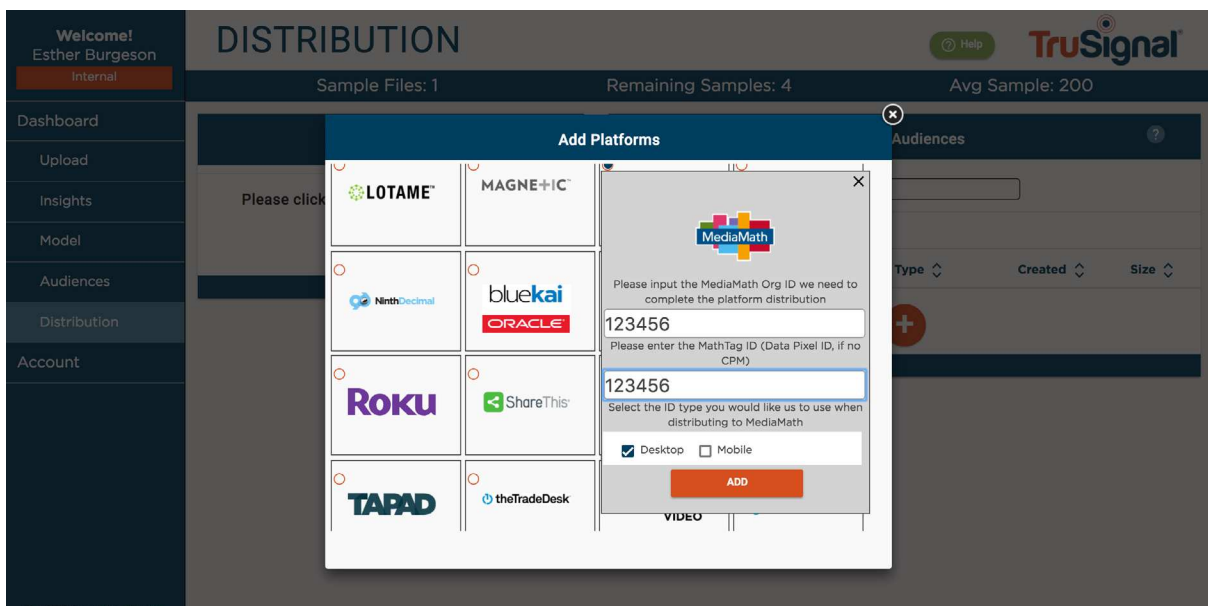 Welcome!
Esther Burgeson
Internal
DISTRIBUTION
Help
TruSignal
Sample Files: 1
Remaining Samples: 4
Avg Sample: 200
Dashboard
Upload
Insights
Model
Audiences
Distribution
Account
Audiences
Please click
Type
Created
Size
Add Platforms
LOTAME™
MAGNETIC™
NinthDecimal
bluekai
ORACLE
ROKU
ShareThis
TAPAD
theTradeDesk
VIDEO
MediaMath
Please input the MediaMath Org ID we need to
complete the platform distribution
123456
Please enter the MathTag ID (Data Pixel ID, if no
CPM)
123456
Select the ID type you would like us to use when
distributing to MediaMath
Desktop
Mobile
ADD